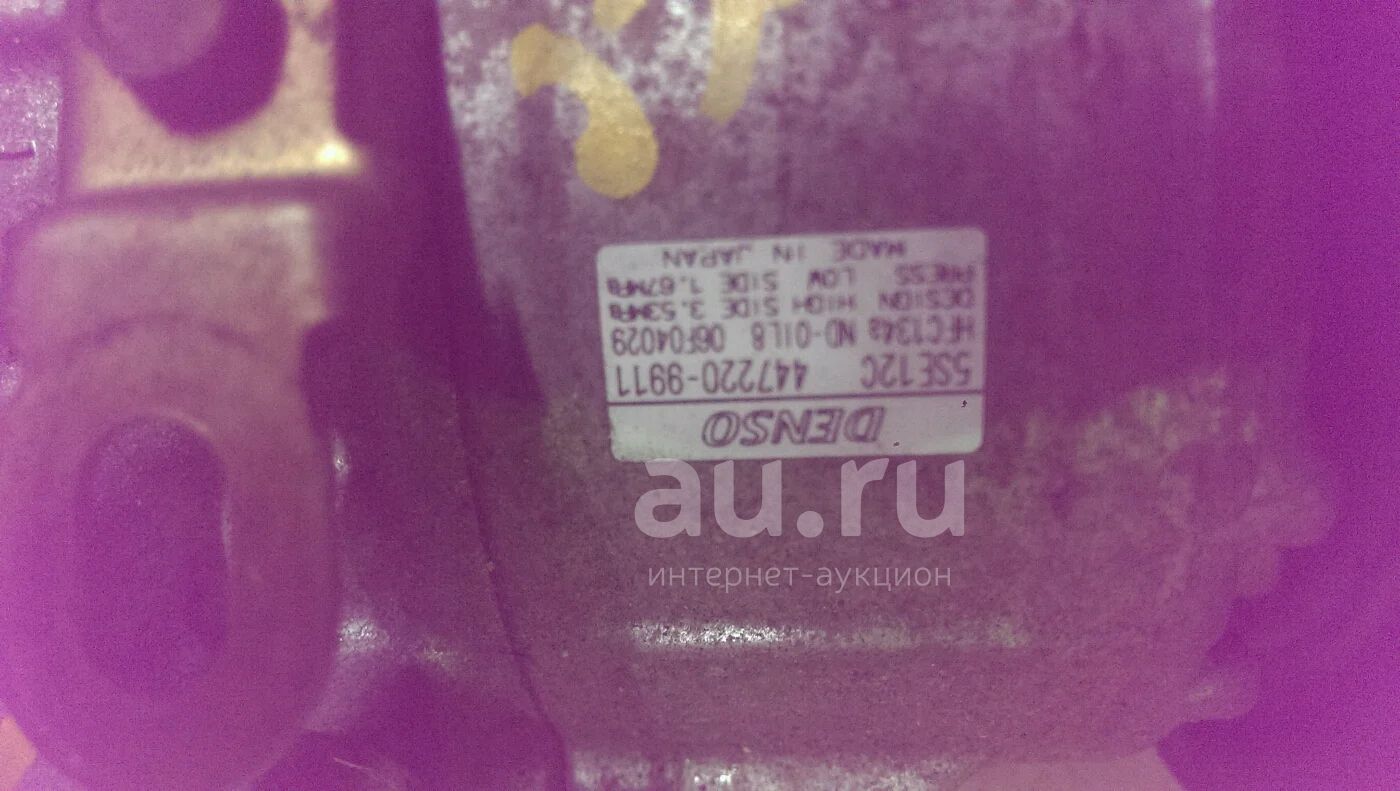 DENSO
5SE12C 447220-9911
HFC134a ND-OIL8 06F04029
DESIGN HIGH SIDE 3.53MPa
PRESS LOW SIDE 1.67MPa
MADE IN JAPAN
au.ru
интернет-аукцион